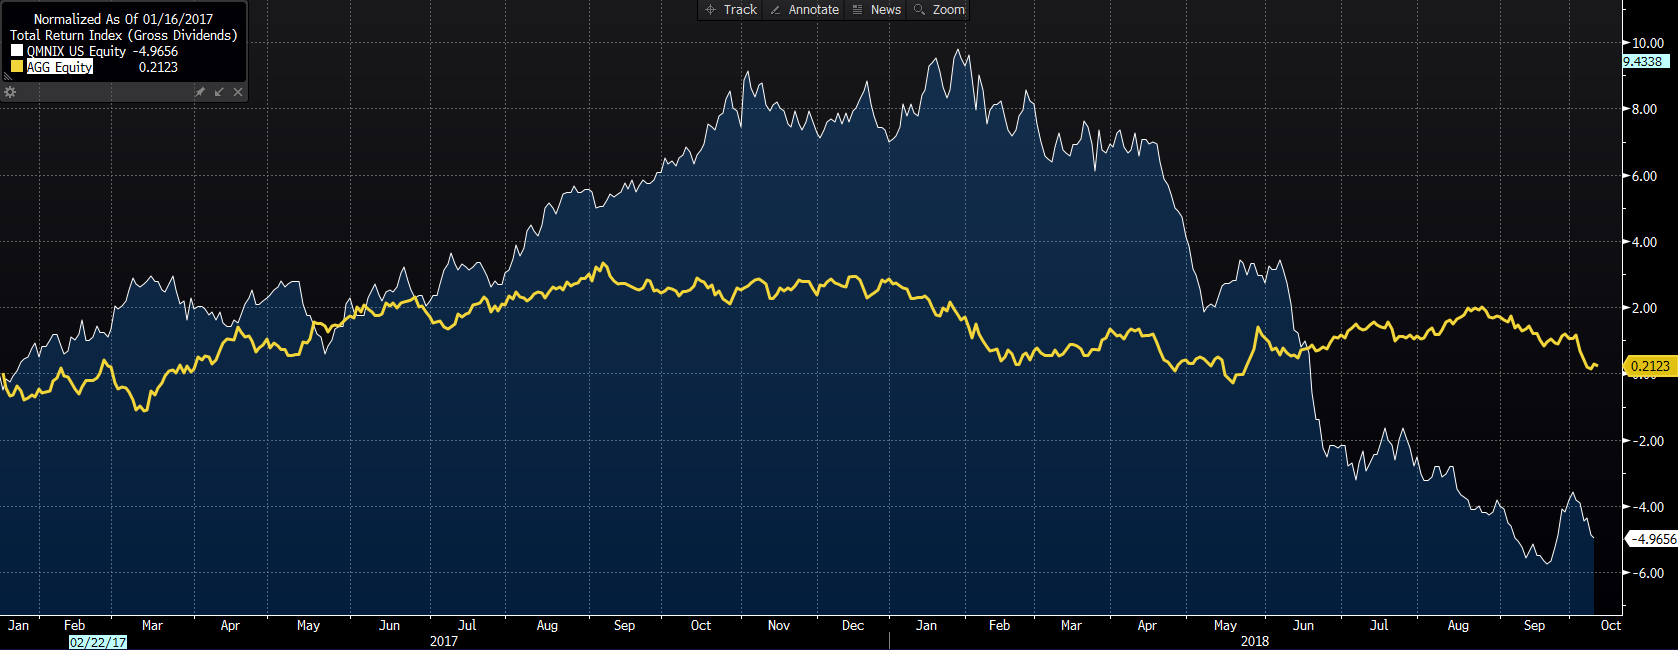 Track Annotate News Zoom
Normalized As Of 01/16/2017
Total Return Index (Gross Dividends)
QMNIX US Equity -4.9656
AGG Equity 0.2123
10.00
9.4338
8.00
6.00
4.00
2.00
0.2123
0.00
-2.00
-4.00
-4.9656
-6.00
Jan Feb Mar Apr May Jun Jul Aug Sep Oct Nov Dec Jan Feb Mar Apr May Jun Jul Aug Sep Oct
02/22/17 2017 2018